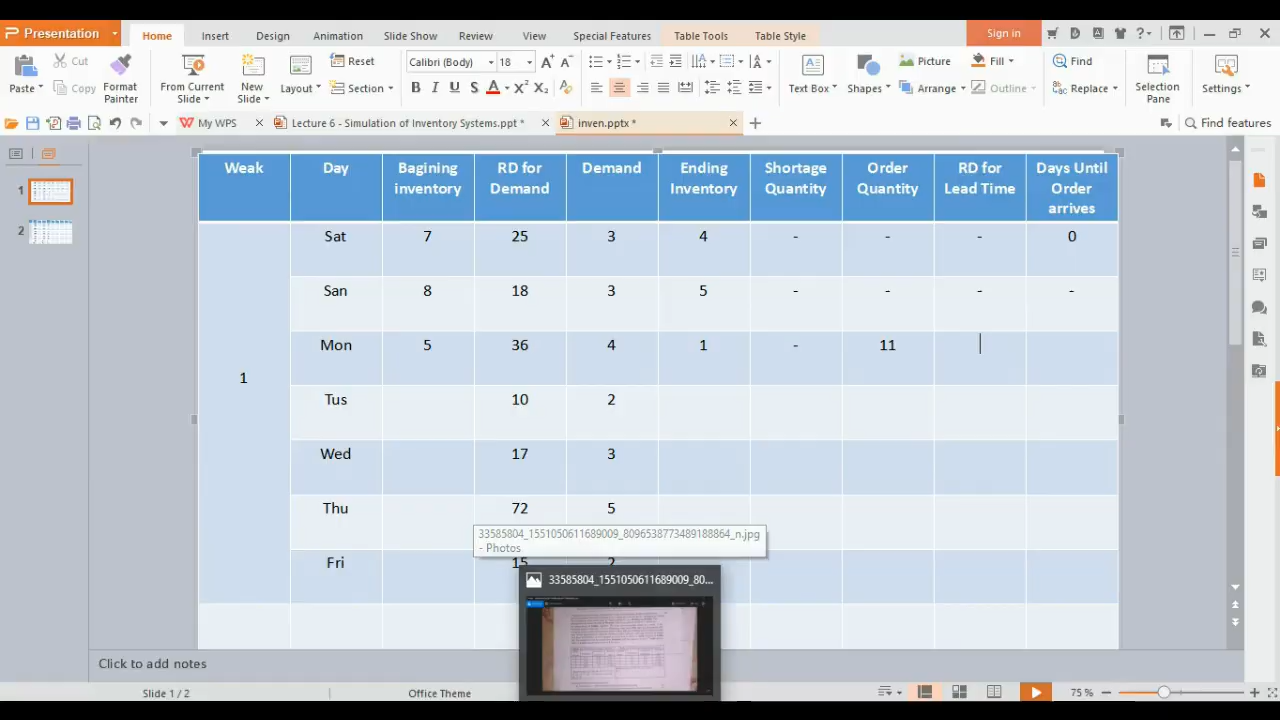 Presentation
Home Insert Design Animation Slide Show Review View Special Features Table Tools Table Style Sign in
Paste Cut Copy Format Painter From Current Slide New Slide Layout Reset Section Calibri (Body) 18 Text Box Shapes Picture Arrange Fill Outline Find Replace Selection Pane Settings
My WPS Lecture 6 - Simulation of Inventory Systems.ppt * inven.pptx * Find features
Weak Day Bagining inventory RD for Demand Demand Ending Inventory Shortage Quantity Order Quantity RD for Lead Time Days Until Order arrives
Sat 7 25 3 4 - - - 0
San 8 18 3 5 - - - -
Mon 5 36 4 1 - 11
1
Tus 10 2
Wed 17 3
Thu 72 5
33585804_1551050611689009_8096538773489188864_n.jpg
- Photos
Fri 15 2
33585804_1551050611689009_80...
1
2
Click to add notes
Slide 1 / 2 Office Theme 75 %